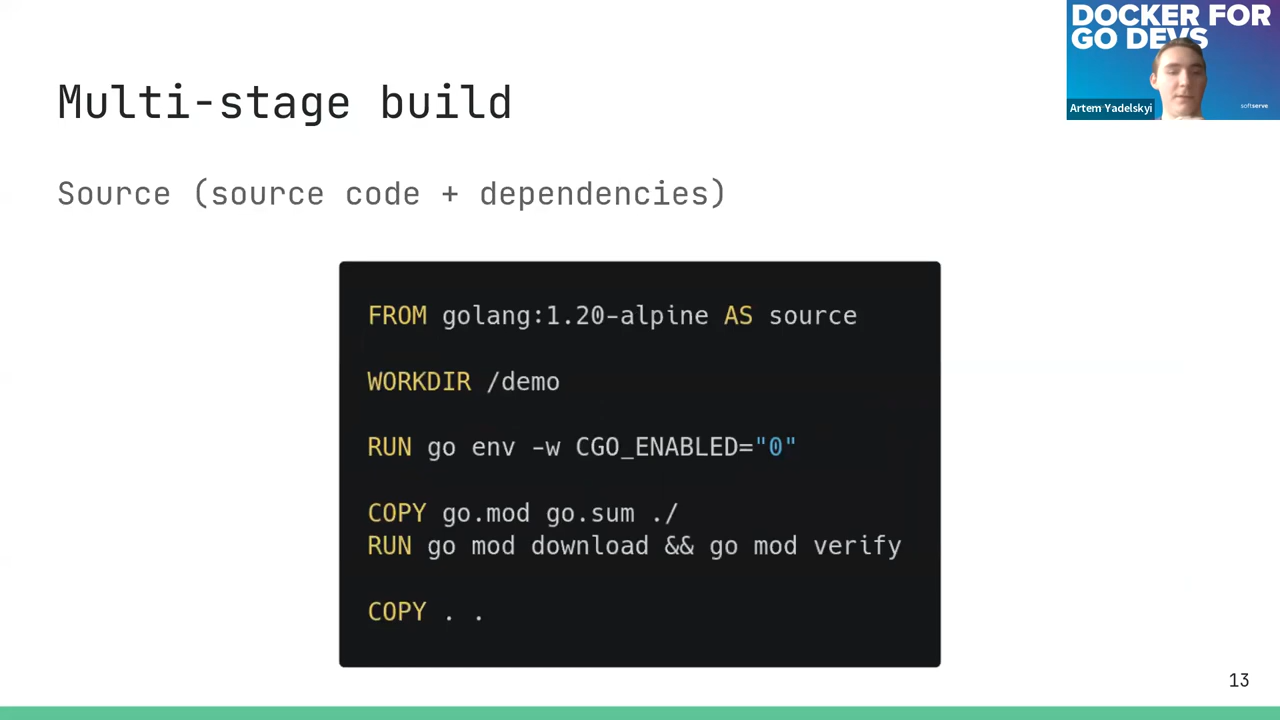 DOCKER FOR
GO DEVS
Artem Yadelskyi
softserve
Multi-stage build
Source (source code + dependencies)
FROM golang:1.20-alpine AS source
WORKDIR /demo
RUN go env -w CGO_ENABLED="0"
COPY go.mod go.sum ./
RUN go mod download && go mod verify
COPY . .
13